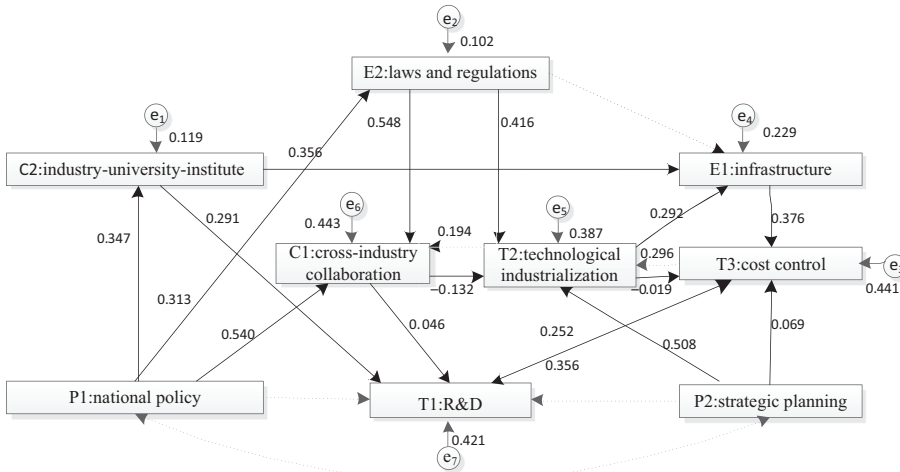 e2
0.102
E2:laws and regulations
e1
0.119
e4
0.229
0.548
0.416
0.356
C2:industry-university-institute
E1:infrastructure
e6
e5
0.291
0.443
0.194
0.387
0.292
0.376
0.347
C1:cross-industry
collaboration
T2:technological
industrialization
0.296
T3:cost control
−0.132
−0.019
0.441
0.313
0.540
0.046
0.252
0.356
0.508
0.069
P1:national policy
T1:R&D
P2:strategic planning
0.421
e7